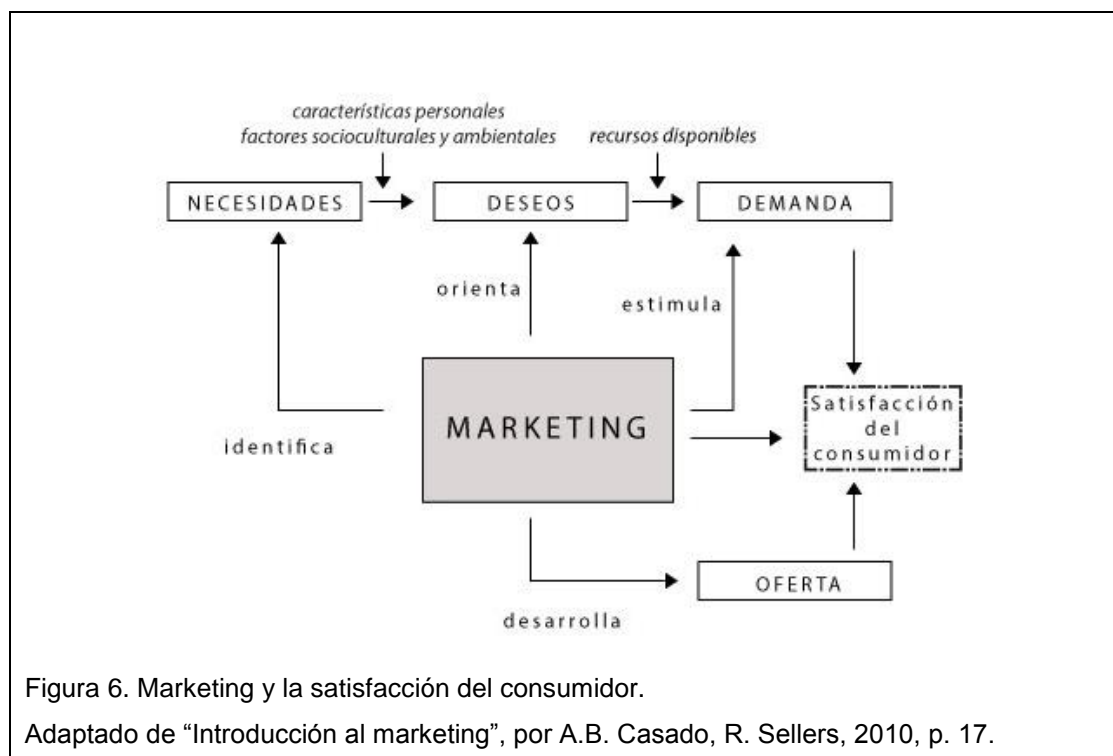 características personales
factores socioculturales y ambientales
recursos disponibles
NECESIDADES
DESEOS
DEMANDA
orienta
estimula
MARKETING
Satisfacción
del
consumidor
identifica
OFERTA
desarrolla
Figura 6. Marketing y la satisfacción del consumidor.
Adaptado de “Introducción al marketing”, por A.B. Casado, R. Sellers, 2010, p. 17.